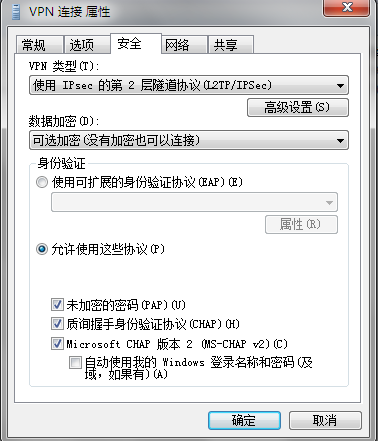 VPN 连接 属性
常规 选项 安全 网络 共享
VPN 类型(T):
使用 IPsec 的第 2 层隧道协议(L2TP/IPSec)
高级设置(S)
数据加密(D):
可选加密(没有加密也可以连接)
身份验证
使用可扩展的身份验证协议(EAP)(E)
属性(R)
允许使用这些协议(P)
未加密的密码(PAP)(U)
质询握手身份验证协议(CHAP)(H)
Microsoft CHAP 版本 2 (MS-CHAP v2)(C)
自动使用我的 Windows 登录名称和密码(及
域，如果有)(A)
确定 取消